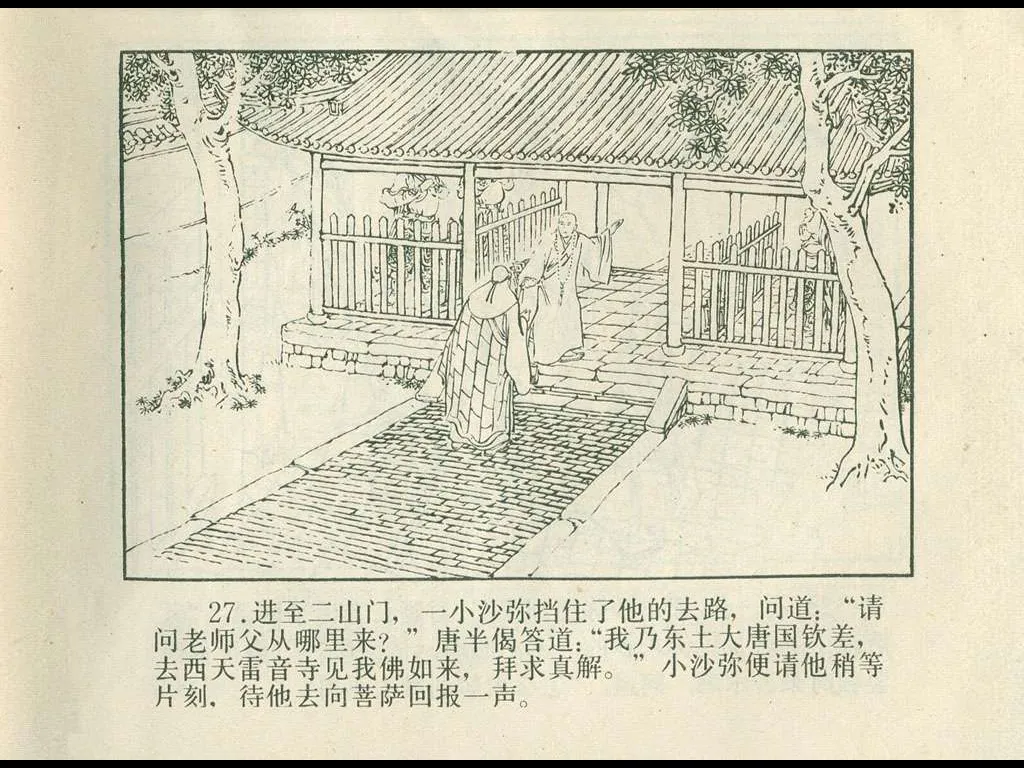 27.进至二山门，一小沙弥挡住了他的去路，问道：“请
问老师父从哪里来？”唐半偈答道：“我乃东土大唐国钦差，
去西天雷音寺见我佛如来，拜求真解。”小沙弥便请他稍等
片刻，待他去向菩萨回报一声。